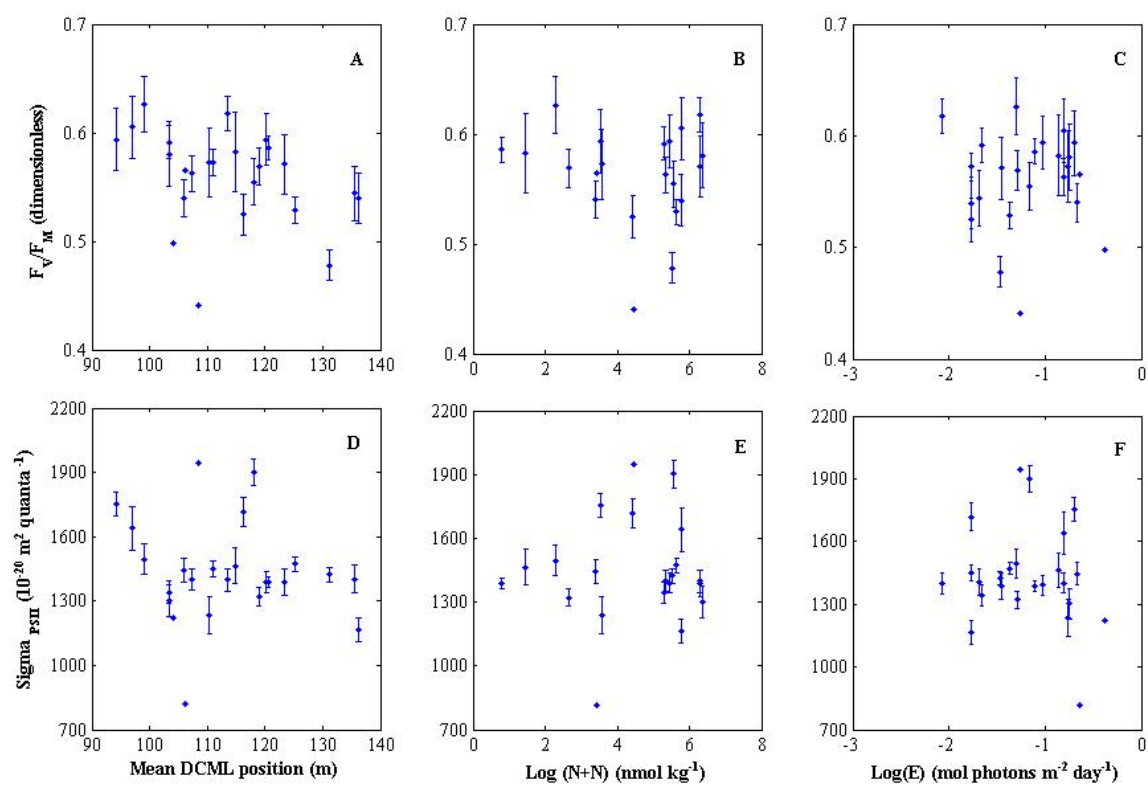 0.7 0.7 0.7
A B C
0.6 0.6 0.6
F_V/F_M (dimensionless)
0.5 0.5 0.5
0.4 0.4 0.4
90 100 110 120 130 140 0 2 4 6 8 -3 -2 -1 0
2200 2200 2200
D E F
1900 1900 1900
1600 1600 1600
1300 1300 1300
Sigma PSII (10^-20 m^2 quanta^-1)
1000 1000 1000
700 700 700
90 100 110 120 130 140 0 2 4 6 8 -3 -2 -1 0
Mean DCML position (m) Log (N+N) (nmol kg^-1) Log(E) (mol photons m^-2 day^-1)